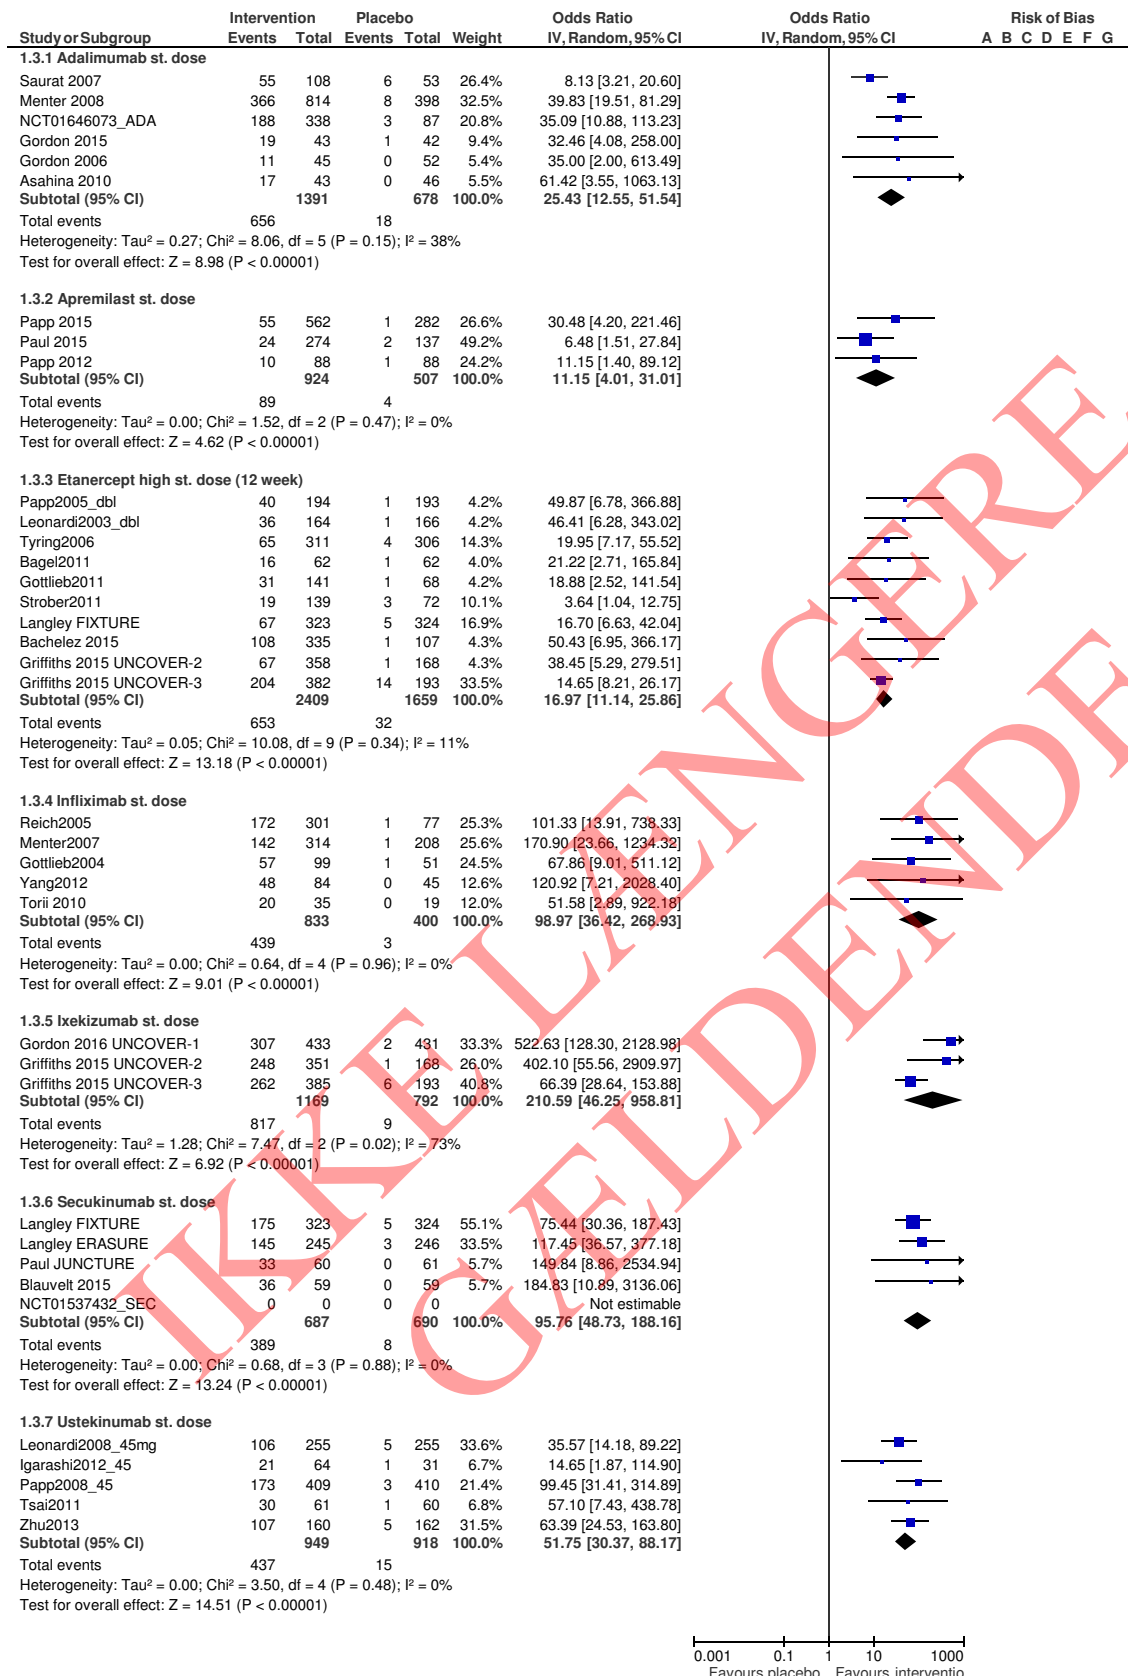 Intervention Placebo Odds Ratio Odds Ratio Risk of Bias
Study or Subgroup Events Total Events Total Weight IV, Random, 95% CI IV, Random, 95% CI A B C D E F G
1.3.1 Adalimumab st. dose
Saurat 2007 55 108 6 53 26.4% 8.13 [3.21, 20.60]
Menter 2008 366 814 8 398 32.5% 39.83 [19.51, 81.29]
NCT01646073_ADA 188 338 3 87 20.8% 35.09 [10.88, 113.23]
Gordon 2015 19 43 1 42 9.4% 32.46 [4.08, 258.00]
Gordon 2006 11 45 0 52 5.4% 35.00 [2.00, 613.49]
Asahina 2010 17 43 0 46 5.5% 61.42 [3.55, 1063.13]
Subtotal (95% CI) 1391 678 100.0% 25.43 [12.55, 51.54]
Total events 656 18
Heterogeneity: Tau² = 0.27; Chi² = 8.06, df = 5 (P = 0.15); I² = 38%
Test for overall effect: Z = 8.98 (P < 0.00001)
1.3.2 Apremilast st. dose
Papp 2015 55 562 1 282 26.6% 30.48 [4.20, 221.46]
Paul 2015 24 274 2 137 49.2% 6.48 [1.51, 27.84]
Papp 2012 10 88 1 88 24.2% 11.15 [1.40, 89.12]
Subtotal (95% CI) 924 507 100.0% 11.15 [4.01, 31.01]
Total events 89 4
Heterogeneity: Tau² = 0.00; Chi² = 1.52, df = 2 (P = 0.47); I² = 0%
Test for overall effect: Z = 4.62 (P < 0.00001)
1.3.3 Etanercept high st. dose (12 week)
Papp2005_dbl 40 194 1 193 4.2% 49.87 [6.78, 366.88]
Leonardi2003_dbl 36 164 1 166 4.2% 46.41 [6.28, 343.02]
Tyring2006 65 311 4 306 14.3% 19.95 [7.17, 55.52]
Bagel2011 16 62 1 62 4.0% 21.22 [2.71, 165.84]
Gottlieb2011 31 141 1 68 4.2% 18.88 [2.52, 141.54]
Strober2011 19 139 3 72 10.1% 3.64 [1.04, 12.75]
Langley FIXTURE 67 323 5 324 16.9% 16.70 [6.63, 42.04]
Bachelez 2015 108 335 1 107 4.3% 50.43 [6.95, 366.17]
Griffiths 2015 UNCOVER-2 67 358 1 168 4.3% 38.45 [5.29, 279.51]
Griffiths 2015 UNCOVER-3 204 382 14 193 33.5% 14.65 [8.21, 26.17]
Subtotal (95% CI) 2409 1659 100.0% 16.97 [11.14, 25.86]
Total events 653 32
Heterogeneity: Tau² = 0.05; Chi² = 10.08, df = 9 (P = 0.34); I² = 11%
Test for overall effect: Z = 13.18 (P < 0.00001)
1.3.4 Infliximab st. dose
Reich2005 172 301 1 77 25.3% 101.33 [13.91, 738.33]
Menter2007 142 314 1 208 25.6% 170.90 [23.66, 1234.32]
Gottlieb2004 57 99 1 51 24.5% 67.86 [9.01, 511.12]
Yang2012 48 84 0 45 12.6% 120.92 [7.21, 2028.40]
Torii 2010 20 35 0 19 12.0% 51.58 [2.89, 922.18]
Subtotal (95% CI) 833 400 100.0% 98.97 [36.42, 268.93]
Total events 439 3
Heterogeneity: Tau² = 0.00; Chi² = 0.64, df = 4 (P = 0.96); I² = 0%
Test for overall effect: Z = 9.01 (P < 0.00001)
1.3.5 Ixekizumab st. dose
Gordon 2016 UNCOVER-1 307 433 2 431 33.3% 522.63 [128.30, 2128.98]
Griffiths 2015 UNCOVER-2 248 351 1 168 26.0% 402.10 [55.56, 2909.97]
Griffiths 2015 UNCOVER-3 262 385 6 193 40.8% 66.39 [28.64, 153.88]
Subtotal (95% CI) 1169 792 100.0% 210.59 [46.25, 958.81]
Total events 817 9
Heterogeneity: Tau² = 1.28; Chi² = 7.47, df = 2 (P = 0.02); I² = 73%
Test for overall effect: Z = 6.92 (P < 0.00001)
1.3.6 Secukinumab st. dose
Langley FIXTURE 175 323 5 324 55.1% 75.44 [30.36, 187.43]
Langley ERASURE 145 245 3 246 33.5% 117.45 [36.57, 377.18]
Paul JUNCTURE 33 60 0 61 5.7% 149.84 [8.86, 2534.94]
Blauvelt 2015 36 59 0 59 5.7% 184.83 [10.89, 3136.06]
NCT01537432_SEC 0 0 0 0 Not estimable
Subtotal (95% CI) 687 690 100.0% 95.76 [48.73, 188.16]
Total events 389 8
Heterogeneity: Tau² = 0.00; Chi² = 0.68, df = 3 (P = 0.88); I² = 0%
Test for overall effect: Z = 13.24 (P < 0.00001)
1.3.7 Ustekinumab st. dose
Leonardi2008_45mg 106 255 5 255 33.6% 35.57 [14.18, 89.22]
Igarashi2012_45 21 64 1 31 6.7% 14.65 [1.87, 114.90]
Papp2008_45 173 409 3 410 21.4% 99.45 [31.41, 314.89]
Tsai2011 30 61 1 60 6.8% 57.10 [7.43, 438.78]
Zhu2013 107 160 5 162 31.5% 63.39 [24.53, 163.80]
Subtotal (95% CI) 949 918 100.0% 51.75 [30.37, 88.17]
Total events 437 15
Heterogeneity: Tau² = 0.00; Chi² = 3.50, df = 4 (P = 0.48); I² = 0%
Test for overall effect: Z = 14.51 (P < 0.00001)
0.001 0.1 1 10 1000
Favours placebo Favours interventio
IKKE LÆNGERE
GÆLDENDE